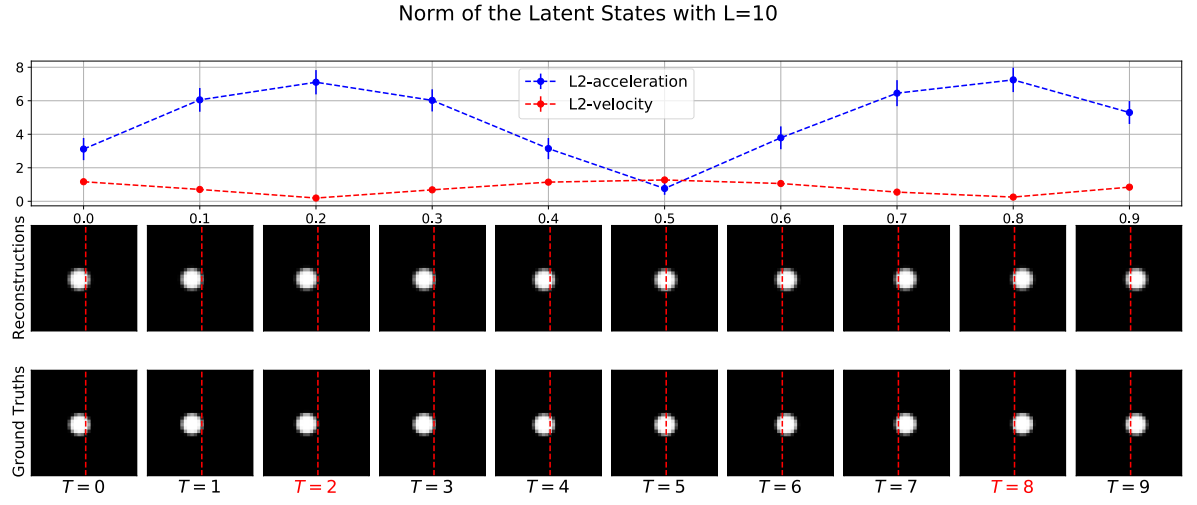 Norm of the Latent States with L=10
8
6
4
2
0
L2-acceleration
L2-velocity
0.0 0.1 0.2 0.3 0.4 0.5 0.6 0.7 0.8 0.9
Reconstructions
Ground Truths
T = 0 T = 1 T = 2 T = 3 T = 4 T = 5 T = 6 T = 7 T = 8 T = 9